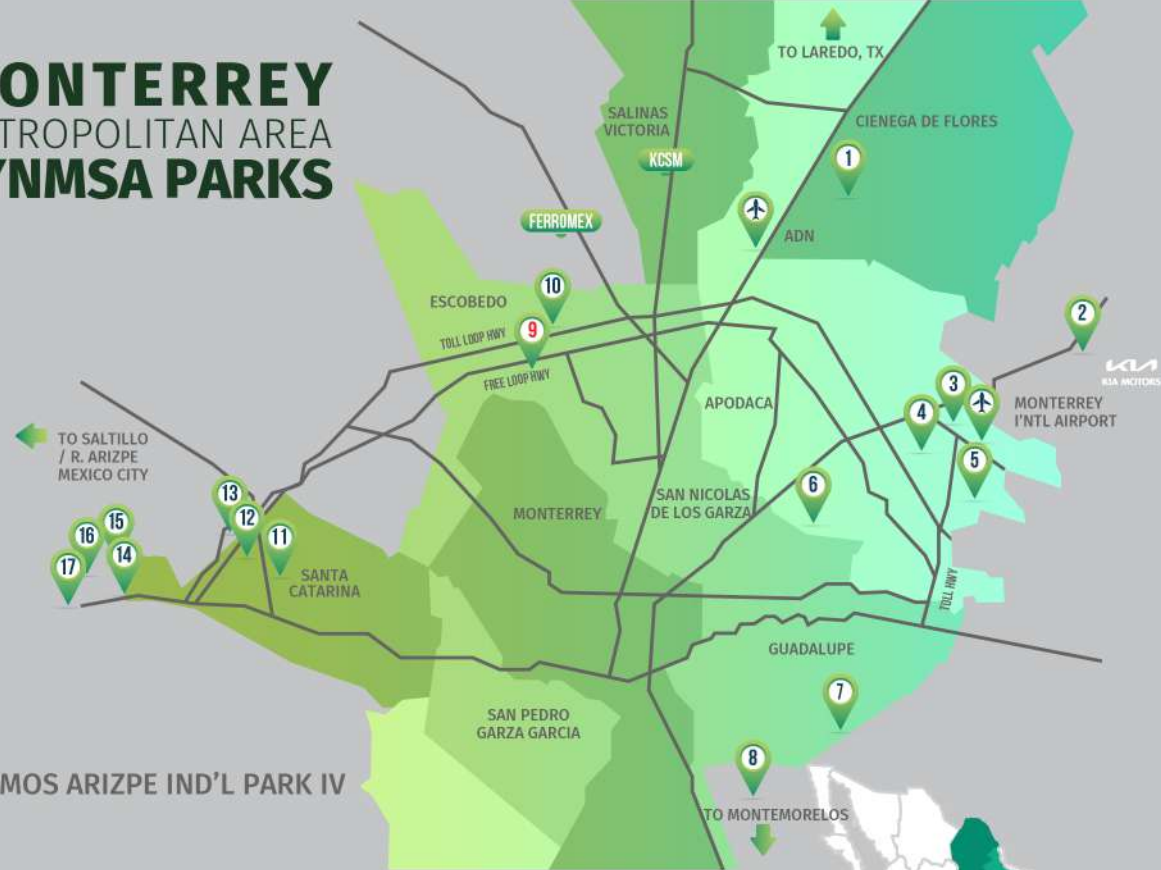 ONTERREY
TROPOLITAN AREA
YNMSA PARKS
TO LAREDO, TX
SALINAS
VICTORIA
KCSM
CIENEGA DE FLORES
1
FERROMEX
ADN
10
ESCOBEDO
9
TOLL LOOP HWY
FREE LOOP HWY
2
KIA
KIA MOTORS
3
4
MONTERREY
I'NTL AIRPORT
APODACA
5
TO SALTILLO
/ R. ARIZPE
MEXICO CITY
6
SAN NICOLAS
DE LOS GARZA
MONTERREY
13
12
11
16
15
14
17
SANTA
CATARINA
TOLL HWY
GUADALUPE
7
SAN PEDRO
GARZA GARCIA
8
MOS ARIZPE IND'L PARK IV
TO MONTEMORELOS